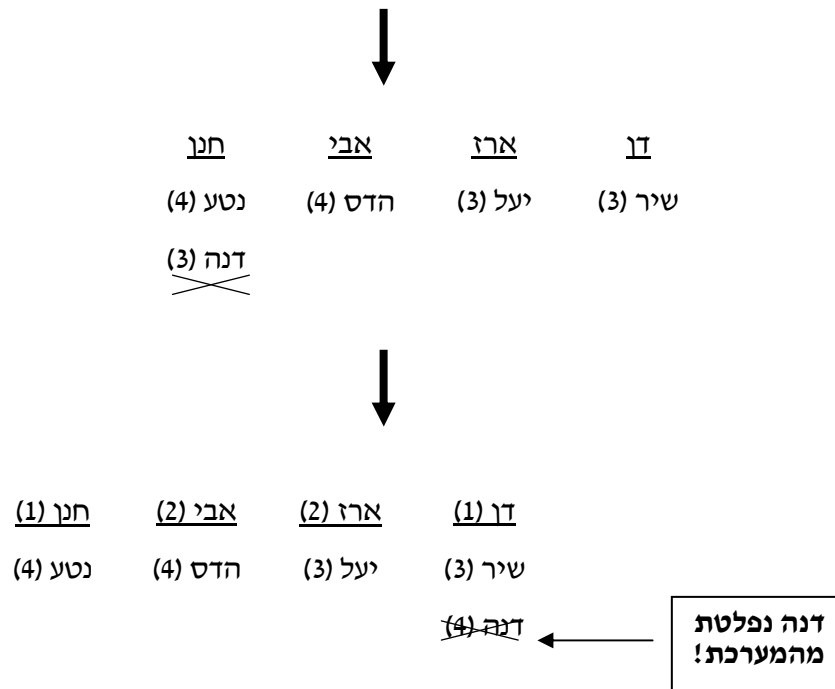 דן ארז אבי חנן
שיר (3) יעל (3) הדס (4) נטע (4)
דנה (3)
דן (1) ארז (2) אבי (2) חנן (1)
שיר (3) יעל (3) הדס (4) נטע (4)
דנה (4)
דנה נפלטת
מהמערכת!